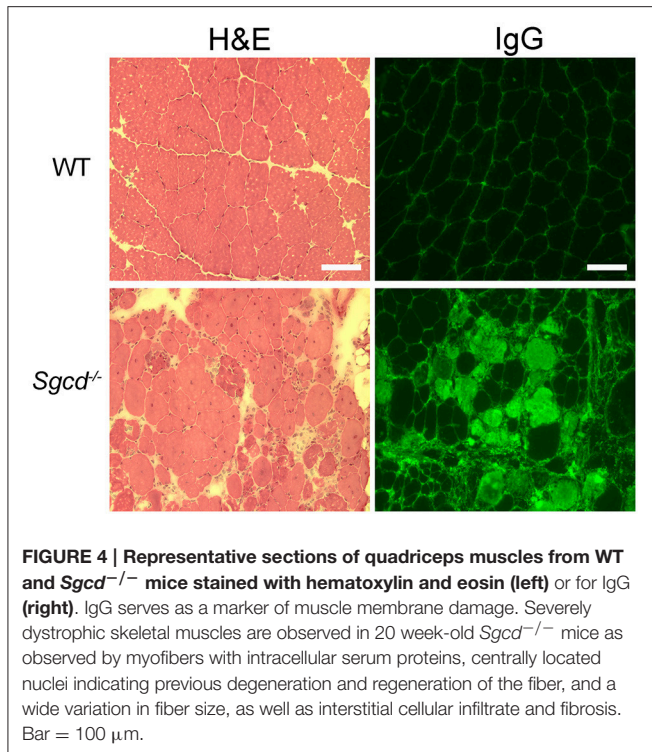 H&E IgG
WT
Sgcd-/-
FIGURE 4 | Representative sections of quadriceps muscles from WT
and Sgcd−/− mice stained with hematoxylin and eosin (left) or for IgG
(right). IgG serves as a marker of muscle membrane damage. Severely
dystrophic skeletal muscles are observed in 20 week-old Sgcd−/− mice as
observed by myofibers with intracellular serum proteins, centrally located
nuclei indicating previous degeneration and regeneration of the fiber, and a
wide variation in fiber size, as well as interstitial cellular infiltrate and fibrosis.
Bar = 100 μm.